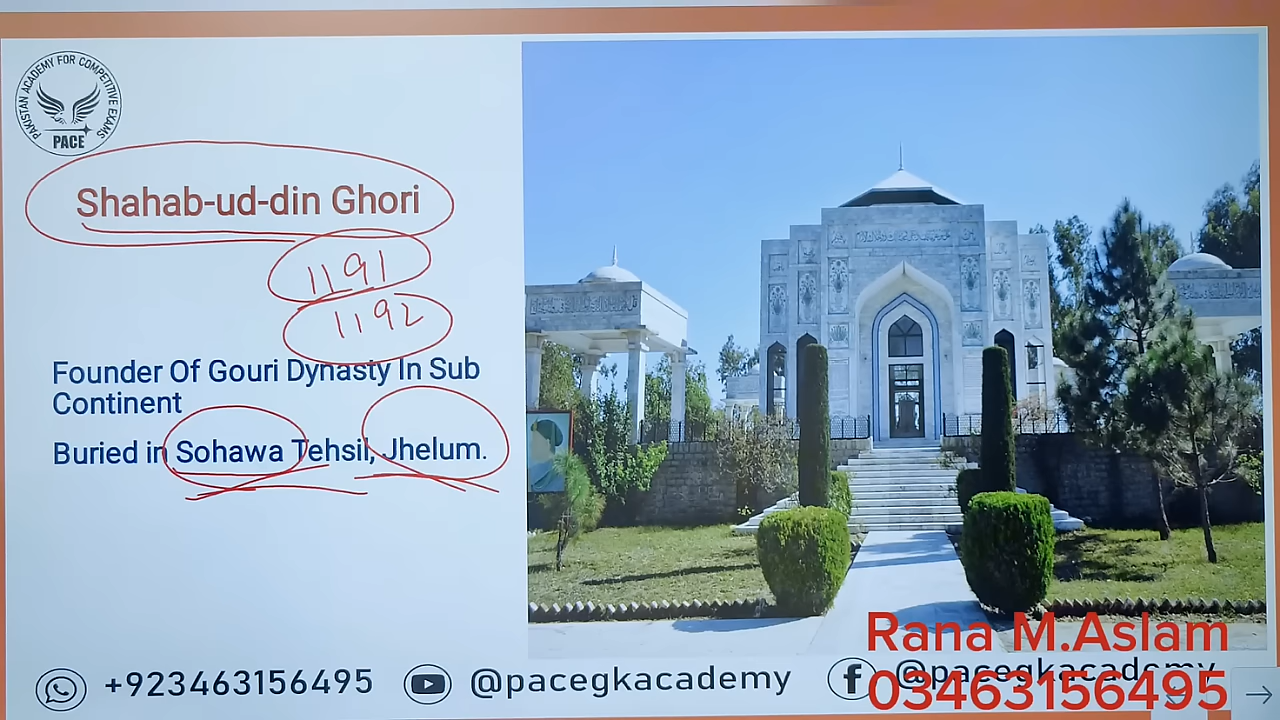 PAKISTAN ACADEMY FOR COMPETITIVE EXAMS
PACE
Shahab-ud-din Ghori
1191
1192
Founder Of Gouri Dynasty In Sub
Continent
Buried in Sohawa Tehsil, Jhelum.
Rana M.Aslam
+923463156495 @pacegkacademy @pacegkacademy
03463156495